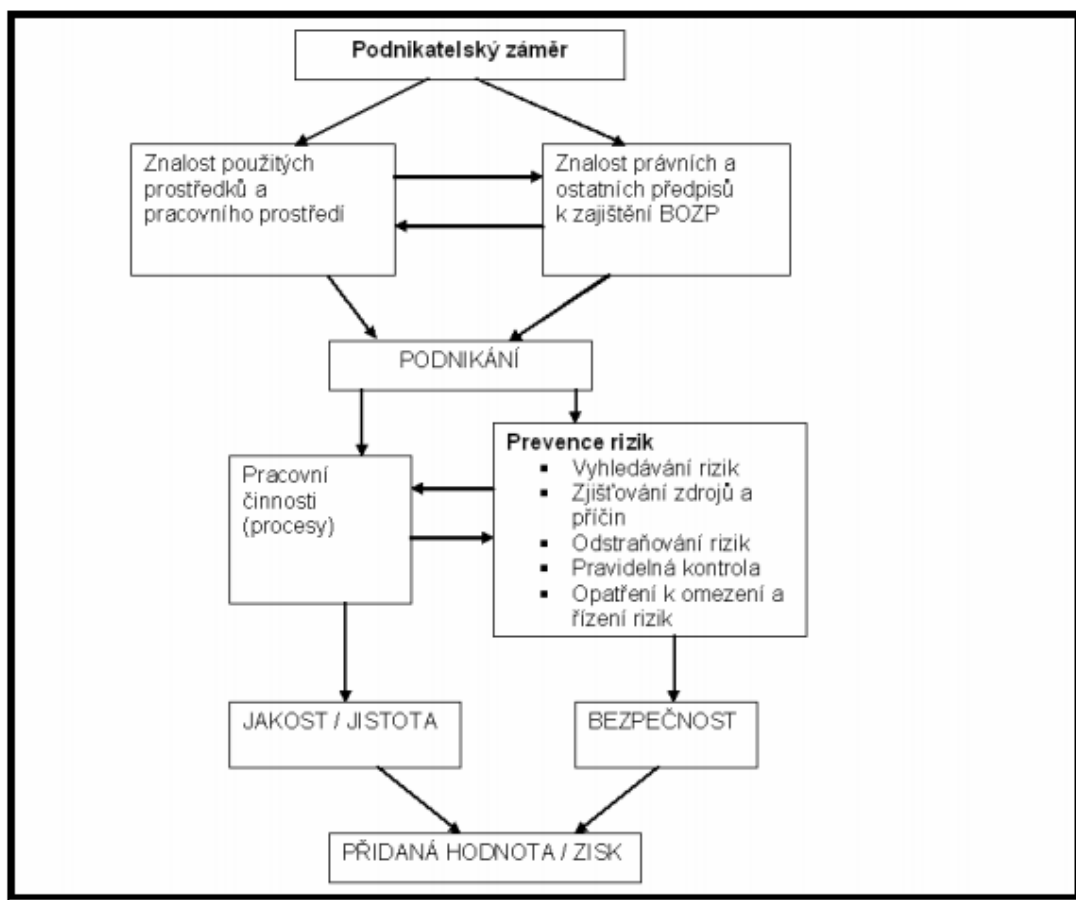 Podnikatelský záměr
Znalost použitých
prostředků a
pracovního prostředí
Znalost právních a
ostatních předpisů
k zajištění BOZP
PODNIKÁNÍ
Pracovní
činnosti
(procesy)
Prevence rizik
▪ Vyhledávání rizik
▪ Zjišťování zdrojů a
příčin
▪ Odstraňování rizik
▪ Pravidelná kontrola
▪ Opatření k omezení a
řízení rizik
JAKOST / JISTOTA
BEZPEČNOST
PŘIDANÁ HODNOTA / ZISK